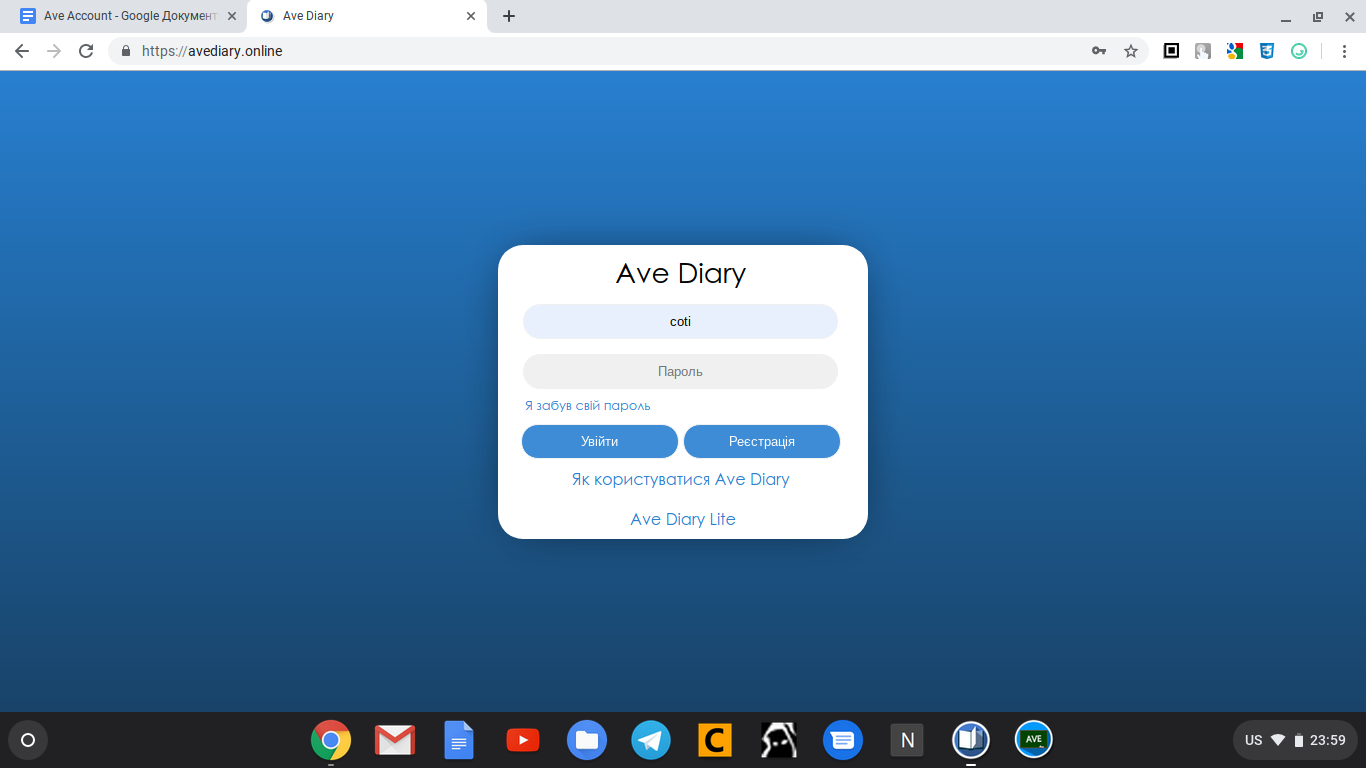 Ave Account - Google Документ
Ave Diary
https://avediary.online
Ave Diary
coti
Пароль
Я забув свій пароль
Увійти
Реєстрація
Як користуватися Ave Diary
Ave Diary Lite
C
N
AVE
US
23:59